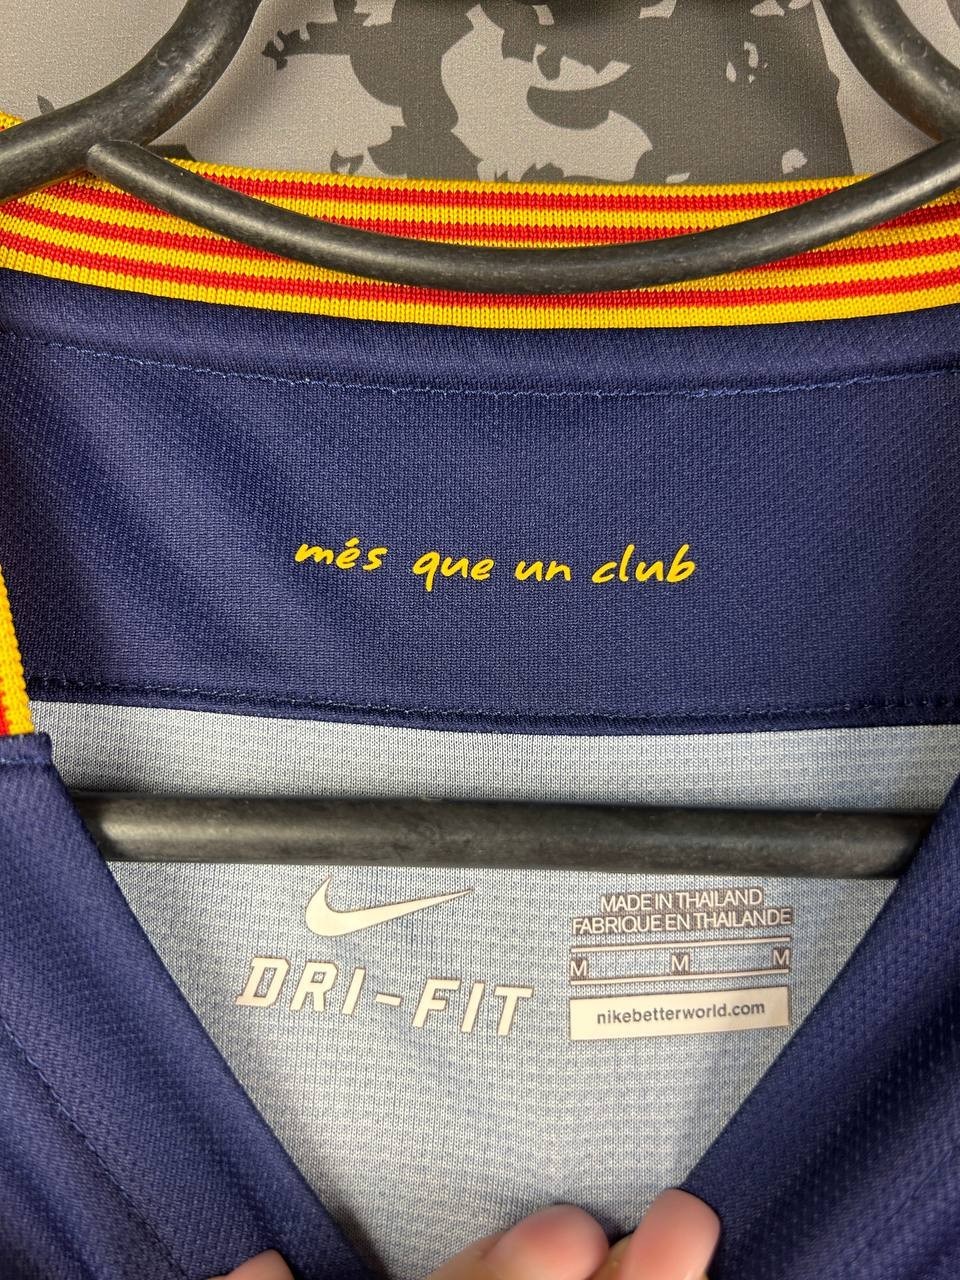 més que un club
DRI-FIT
MADE IN THAILAND
FABRIQUE EN THAILANDE
M M M
nikebetterworld.com